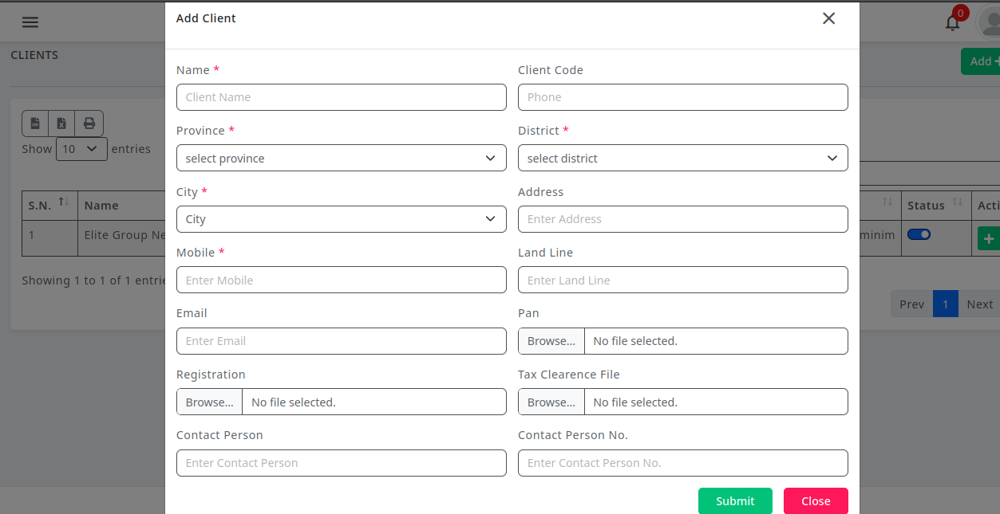 Add Client
0
CLIENTS
Add
Name *
Client Code
Client Name
Phone
Province *
District *
Show 10 entries
select province
select district
City *
Address
S.N.
Name
Status
Acti
City
Enter Address
1
Elite Group Ne
minim
Mobile *
Land Line
Showing 1 to 1 of 1 entrie
Enter Mobile
Enter Land Line
Prev 1 Next
Email
Pan
Enter Email
Browse... No file selected.
Registration
Tax Clearence File
Browse... No file selected.
Browse... No file selected.
Contact Person
Contact Person No.
Enter Contact Person
Enter Contact Person No.
Submit
Close